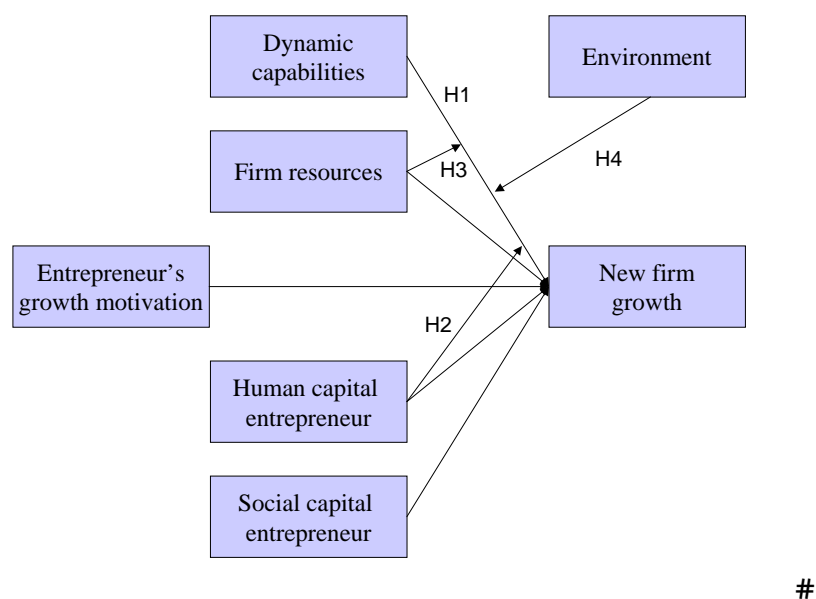 Dynamic
capabilities
Environment
H1
Firm resources
H3
H4
Entrepreneur’s
growth motivation
New firm
growth
H2
Human capital
entrepreneur
Social capital
entrepreneur
#